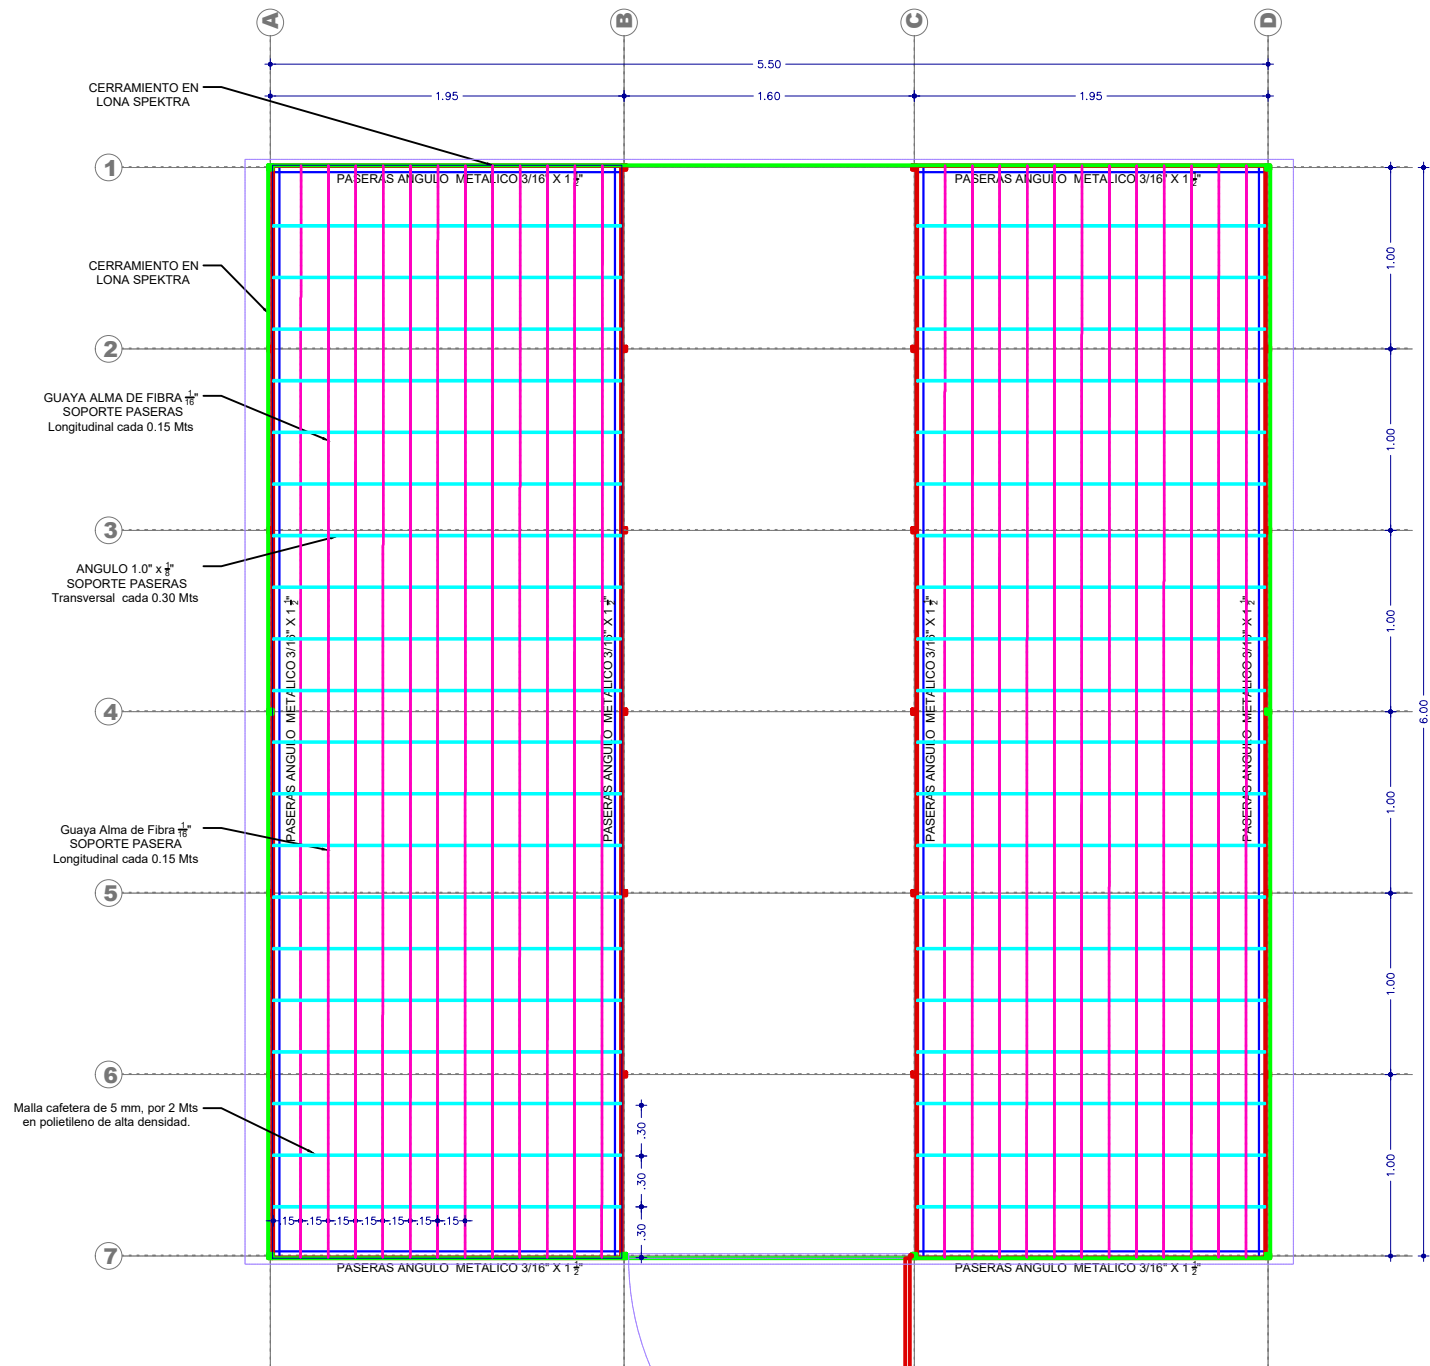 A
B
C
D
5.50
1.95
1.60
1.95
CERRAMIENTO EN
LONA SPEKTRA
1
PASERAS ANGULO METALICO 3/16" X 1 1/2"
PASERAS ANGULO METALICO 3/16" X 1 1/2"
1.00
CERRAMIENTO EN
LONA SPEKTRA
2
GUAYA ALMA DE FIBRA 1/16"
SOPORTE PASERAS
Longitudinal cada 0.15 Mts
1.00
3
ANGULO 1.0" x 1/8"
SOPORTE PASERAS
Transversal cada 0.30 Mts
PASERAS ANGULO METALICO 3/16" X 1 1/2"
PASERAS ANGULO METALICO 3/16" X 1 1/2"
PASERAS ANGULO METALICO 3/16" X 1 1/2"
PASERAS ANGULO METALICO 3/16" X 1 1/2"
1.00
4
6.00
1.00
Guaya Alma de Fibra 1/16"
SOPORTE PASERA
Longitudinal cada 0.15 Mts
5
1.00
6
Malla cafetera de 5 mm, por 2 Mts
en polietileno de alta densidad.
.30
.30
.30
1.00
.15 .15 .15 .15 .15 .15 .15
7
PASERAS ANGULO METALICO 3/16" X 1 1/2"
PASERAS ANGULO METALICO 3/16" X 1 1/2"